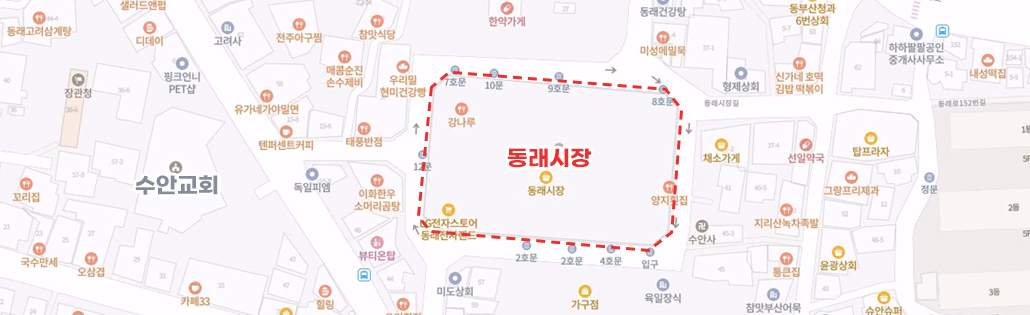 샐러드앤펍
동래고려삼계탕
디데이
고려사
전주아구찜
참맛식당
한약가게
동래건강탕
미성메밀묵
동부산청과
6번상회
하하팔팔공인
중개사사무소
내성떡집
장관청
핑크언니
PET샵
매콤순진
손수제비
우리밀
현미건강빵
7호문
10문
9호문
8호문
형제상회
신가네 호떡
김밥 떡볶이
동래시장길
동래로152번길
유가네가야밀면
텐퍼센트커피
태풍반점
강나루
12문
동래시장
동래시장
채소가게
선일약국
탑프라자
1동
수안교회
꼬리집
독일피엠
이화한우
소머리곰탕
LG전자스토어
양지횟집
수안사
지리산녹차족발
그랑프리제과
정문
2동
국수만세
오삼겹
뷰티온탑
2호문
2호문
4호문
입구
통큰집
윤광상회
카페33
힐링
미도상회
가구점
육일장식
참맛부산어묵
슈안슈퍼
3동